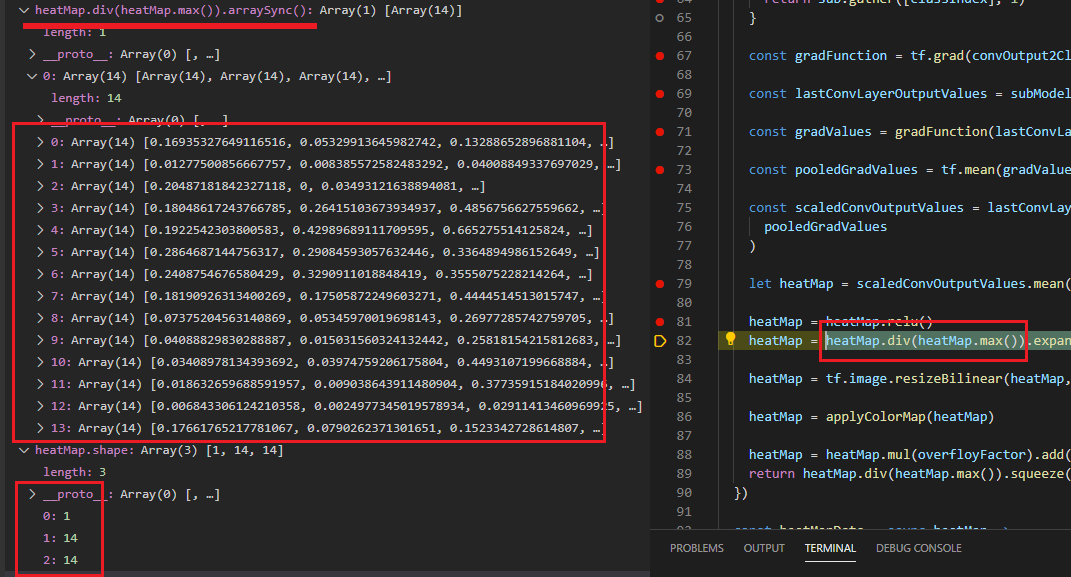 heatMap.div(heatMap.max()).arraySync(): Array(1) [Array(14)]
length: 1
__proto__: Array(0) [, …]
0: Array(14) [Array(14), Array(14), Array(14), …]
length: 14
__proto__: Array(0) [, …]
0: Array(14) [0.16935327649116516, 0.05329913645982742, 0.13288652896881104, …]
1: Array(14) [0.01277500856667757, 0.008385572582483292, 0.04008849337697029, …]
2: Array(14) [0.20487181842327118, 0, 0.03493121638894081, …]
3: Array(14) [0.18048617243766785, 0.26415103673934937, 0.4856756627559662, …
4: Array(14) [0.1922542303800583, 0.42989689111709595, 0.665275514125824, …]
5: Array(14) [0.2864687144756317, 0.29084593057632446, 0.3364894986152649, …]
6: Array(14) [0.2408754676580429, 0.3290911018848419, 0.3555075228214264, …]
7: Array(14) [0.18190926313400269, 0.17505872249603271, 0.4444514513015747, …]
8: Array(14) [0.07375204563140869, 0.05345970019698143, 0.26977285742759705, …]
9: Array(14) [0.04088829830288887, 0.015031560324132442, 0.25818154215812683, …]
10: Array(14) [0.03408978134393692, 0.03974759206175804, 0.4493107199668884, …]
11: Array(14) [0.018632659688591957, 0.009038643911480904, 0.37735915184020996, …]
12: Array(14) [0.006843306124210358, 0.0024977345019578934, 0.02911413460969925, …]
13: Array(14) [0.17661765217781067, 0.0790262371301651, 0.1523342728614807, …
heatMap.shape: Array(3) [1, 14, 14]
length: 3
__proto__: Array(0) [, …]
0: 1
1: 14
2: 14
64 return sub.gather([classIndex], 1)
65 }
66
67 const gradFunction = tf.grad(convOutput2Cl
68
69 const lastConvLayerOutputValues = subModel
70
71 const gradValues = gradFunction(lastConvLa
72
73 const pooledGradValues = tf.mean(gradValue
74
75 const scaledConvOutputValues = lastConvLay
76 pooledGradValues
77 )
78
79 let heatMap = scaledConvOutputValues.mean(
80
81 heatMap = heatMap.relu()
82 heatMap = heatMap.div(heatMap.max()).expan
83
84 heatMap = tf.image.resizeBilinear(heatMap,
85
86 heatMap = applyColorMap(heatMap)
87
88 heatMap = heatMap.mul(overfloyFactor).add(
89 return heatMap.div(heatMap.max()).squeeze(
90 })
91
PROBLEMS OUTPUT TERMINAL DEBUG CONSOLE